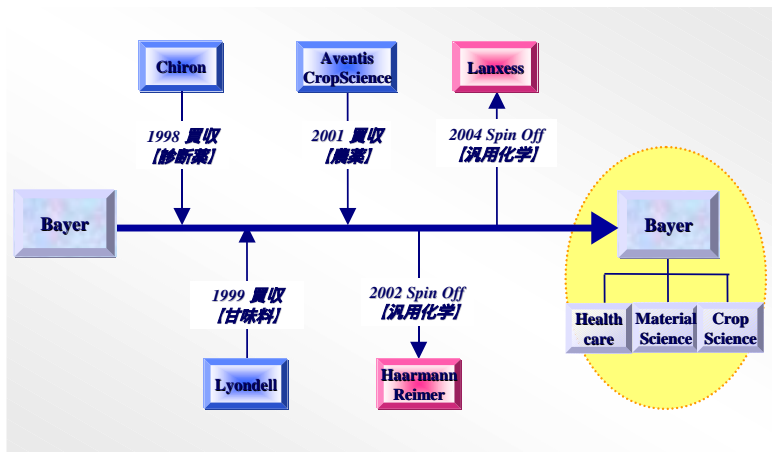 Chiron
Aventis
CropScience
Lanxess
1998 買収
【診断薬】
2001 買収
【農薬】
2004 Spin Off
【汎用化学】
Bayer
Bayer
1999 買収
【甘味料】
2002 Spin Off
【汎用化学】
Health
care
Material
Science
Crop
Science
Lyondell
Haarmann
Reimer